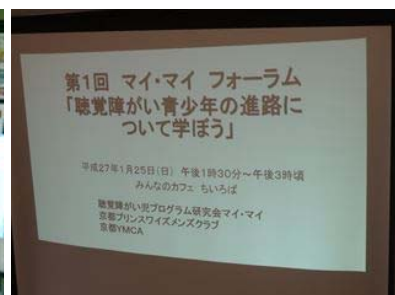 第1回 マイ・マイ フォーラム
「聴覚障がい青少年の進路に
ついて学ぼう」
平成27年1月25日(日) 午後1時30分～午後3時頃
みんなのカフェ ちいろば
聴覚障がい児プログラム研究会マイ・マイ
京都プリンスワイズメンズクラブ
京都YMCA